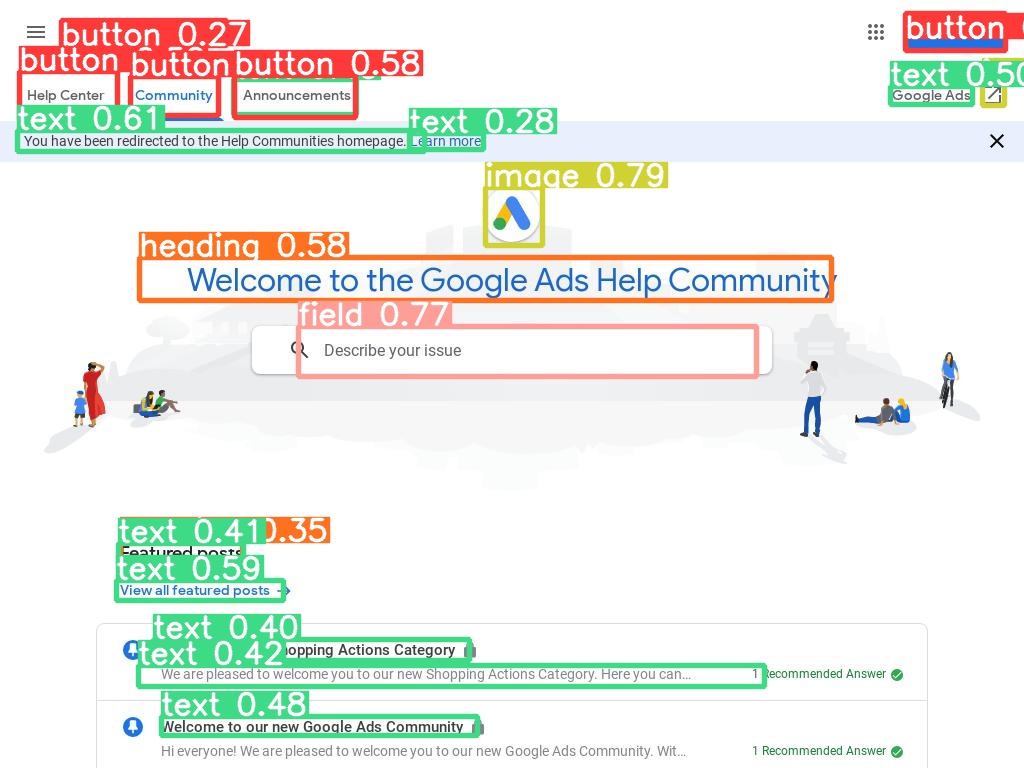 button 0.27
button
button
button
button 0.58
Help Center
Community
Announcements
text 0.50
Google Ads
text 0.61
text 0.28
You have been redirected to the Help Communities homepage. Learn more
image 0.79
heading 0.58
Welcome to the Google Ads Help Community
field 0.77
Describe your issue
text 0.41
0.35
Featured posts
text 0.59
View all featured posts
text 0.40
text 0.42
Shopping Actions Category
We are pleased to welcome you to our new Shopping Actions Category. Here you can…
1 Recommended Answer
text 0.48
Welcome to our new Google Ads Community
Hi everyone! We are pleased to welcome you to our new Google Ads Community. Wit…
1 Recommended Answer